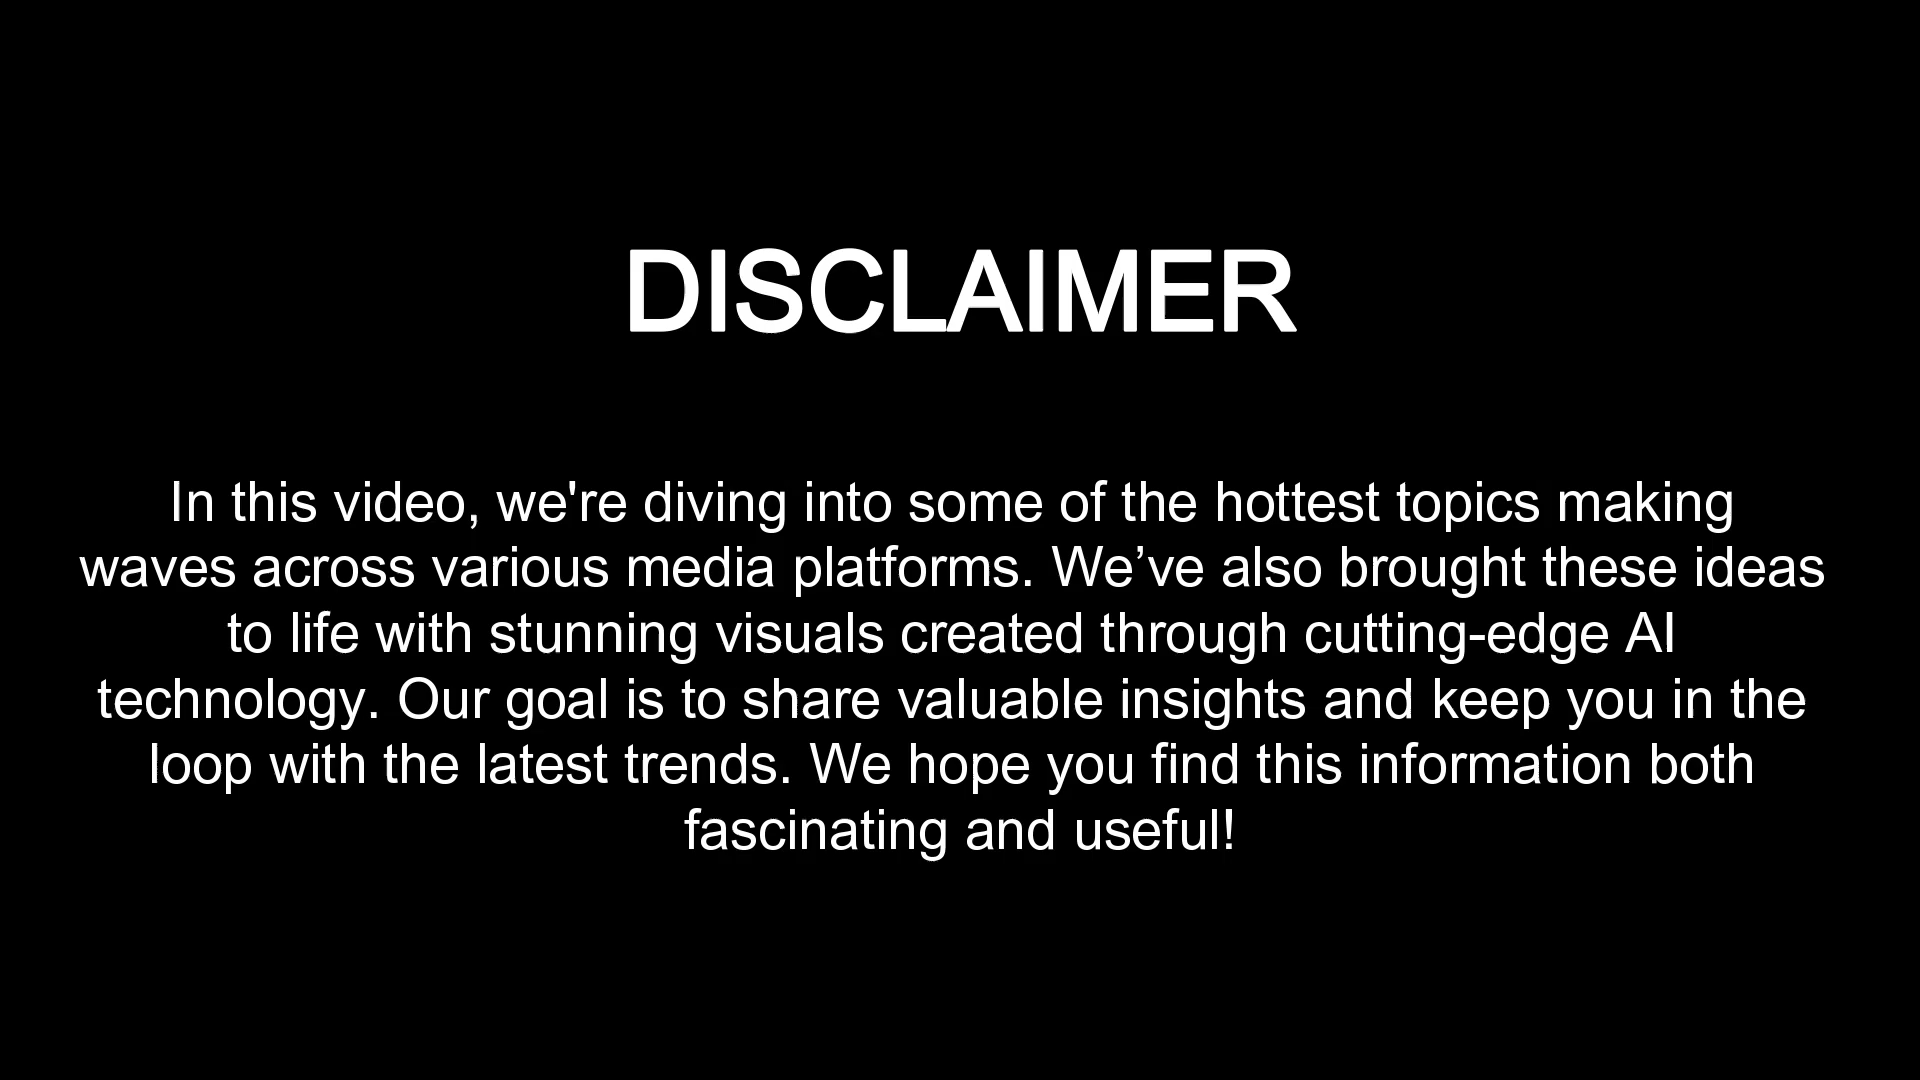 DISCLAIMER
In this video, we're diving into some of the hottest topics making
waves across various media platforms. We’ve also brought these ideas
to life with stunning visuals created through cutting-edge AI
technology. Our goal is to share valuable insights and keep you in the
loop with the latest trends. We hope you find this information both
fascinating and useful!